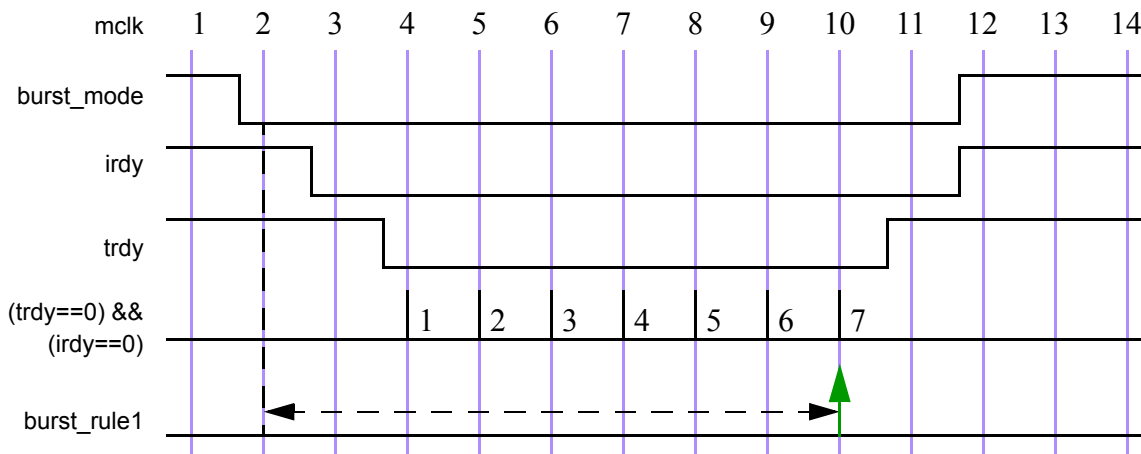 mclk 1 2 3 4 5 6 7 8 9 10 11 12 13 14
burst_mode
irdy
trdy
(trdy==0) &&
(irdy==0)
1 2 3 4 5 6 7
burst_rule1